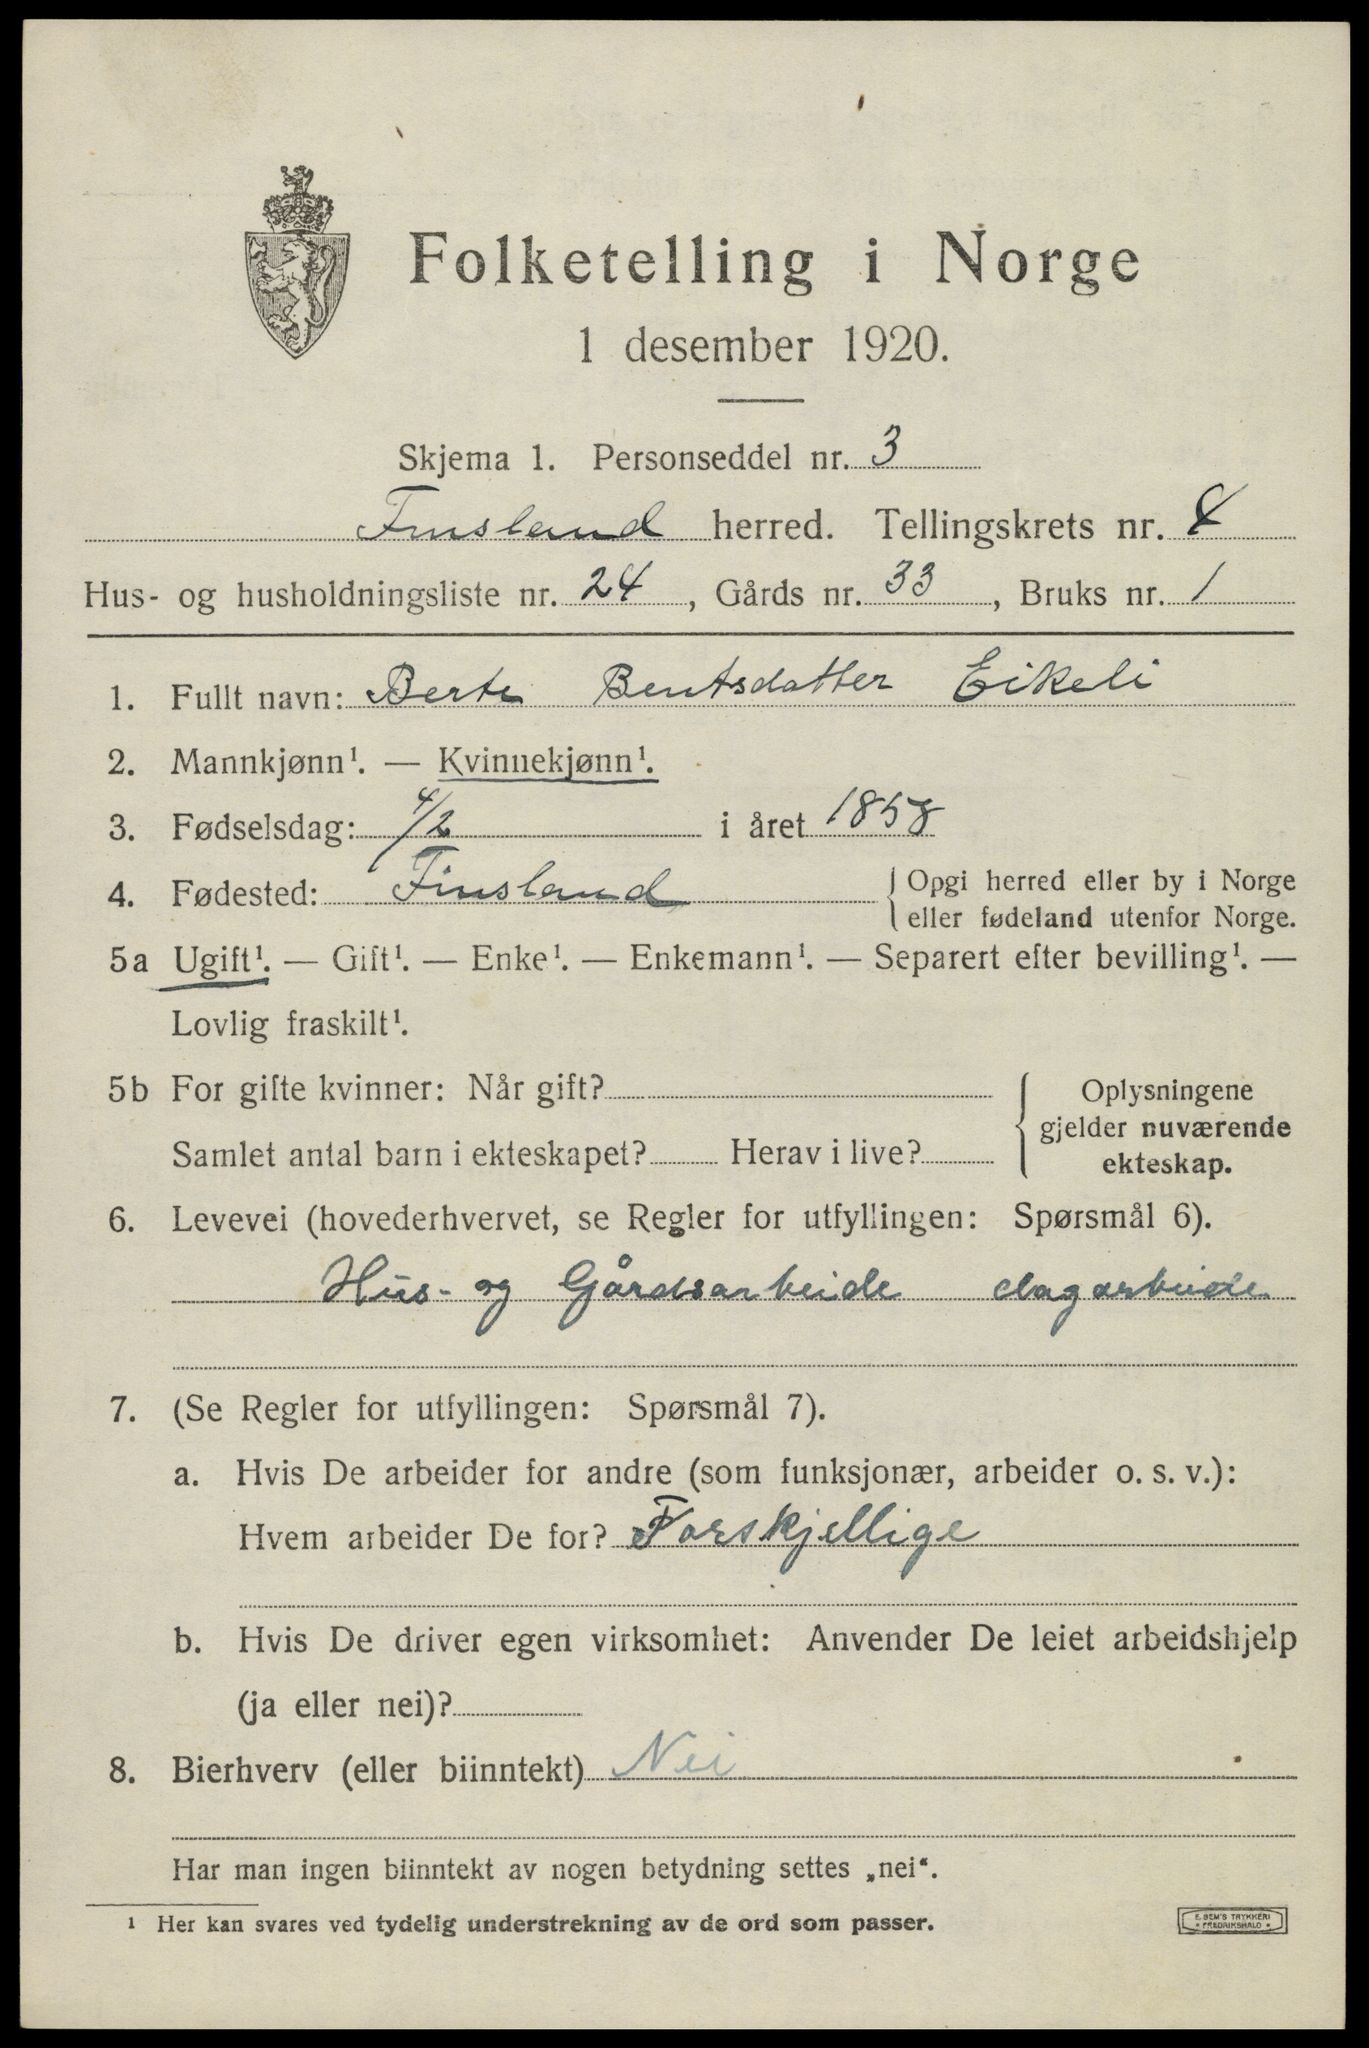 Folketelling i Norge
1 desember 1920.
Skjema 1. Personseddel nr. 3
Finsland herred. Tellingskrets nr. 4
Hus- og husholdningsliste nr. 24, Gårds nr. 33, Bruks nr. 1
1. Fullt navn: Berte Bentsdatter Eikeli
2. Mannkjønn¹. — Kvinnekjønn¹.
3. Fødselsdag: 4/2 i året 1858
4. Fødested: Finsland { Opgi herred eller by i Norge
eller fødeland utenfor Norge.
5a Ugift¹. — Gift¹. — Enke¹. — Enkemann¹. — Separert efter bevilling¹. —
Lovlig fraskilt¹.
5b For gifte kvinner: Når gift?
Samlet antal barn i ekteskapet? Herav i live?
{ Oplysningene
gjelder nuværende
ekteskap.
6. Levevei (hovederhvervet, se Regler for utfyllingen: Spørsmål 6).
Hus- og Gårdsarbeide dagarbeide
7. (Se Regler for utfyllingen: Spørsmål 7).
a. Hvis De arbeider for andre (som funksjonær, arbeider o. s. v.):
Hvem arbeider De for? Forskjellige
b. Hvis De driver egen virksomhet: Anvender De leiet arbeidshjelp
(ja eller nei)?
8. Bierhverv (eller biinntekt) Nei
Har man ingen biinntekt av nogen betydning settes „nei“.
¹ Her kan svares ved tydelig understrekning av de ord som passer.
E. SEM'S TRYKKERI
* FREDRIKSHALD *